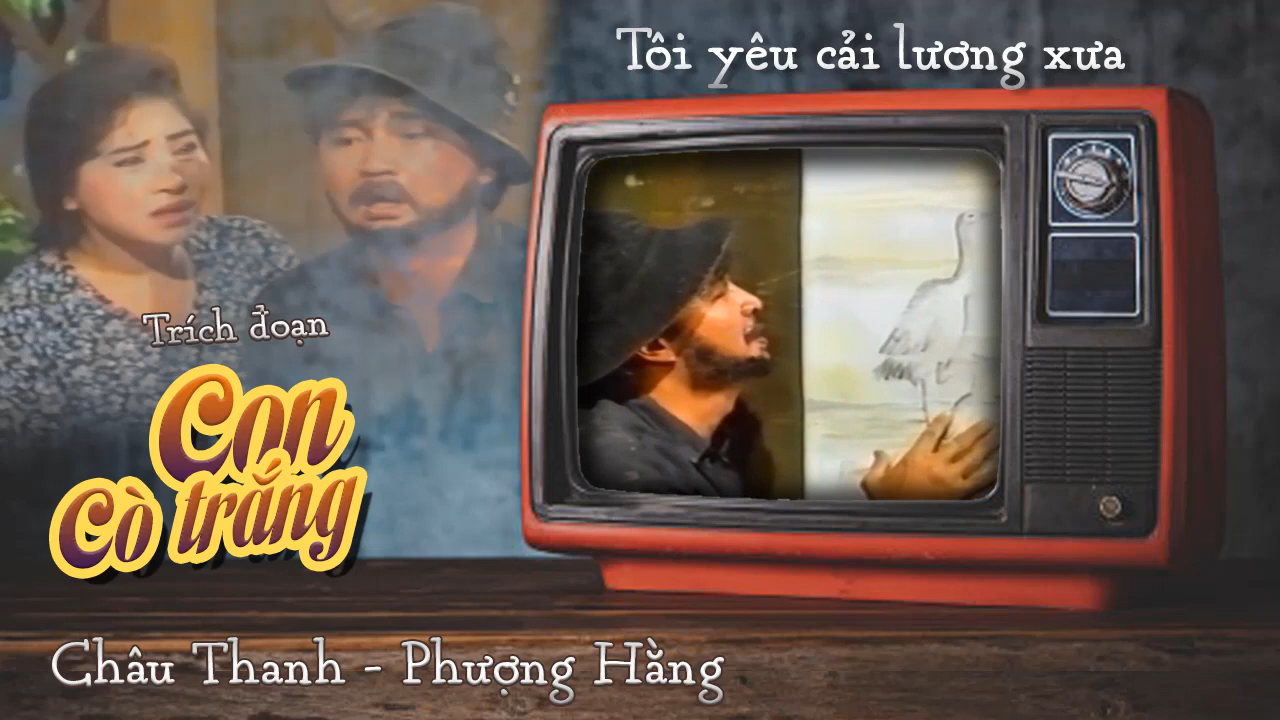 Tôi yêu cải lương xưa
Trích đoạn
Con
Cò trắng
Châu Thanh - Phượng Hằng